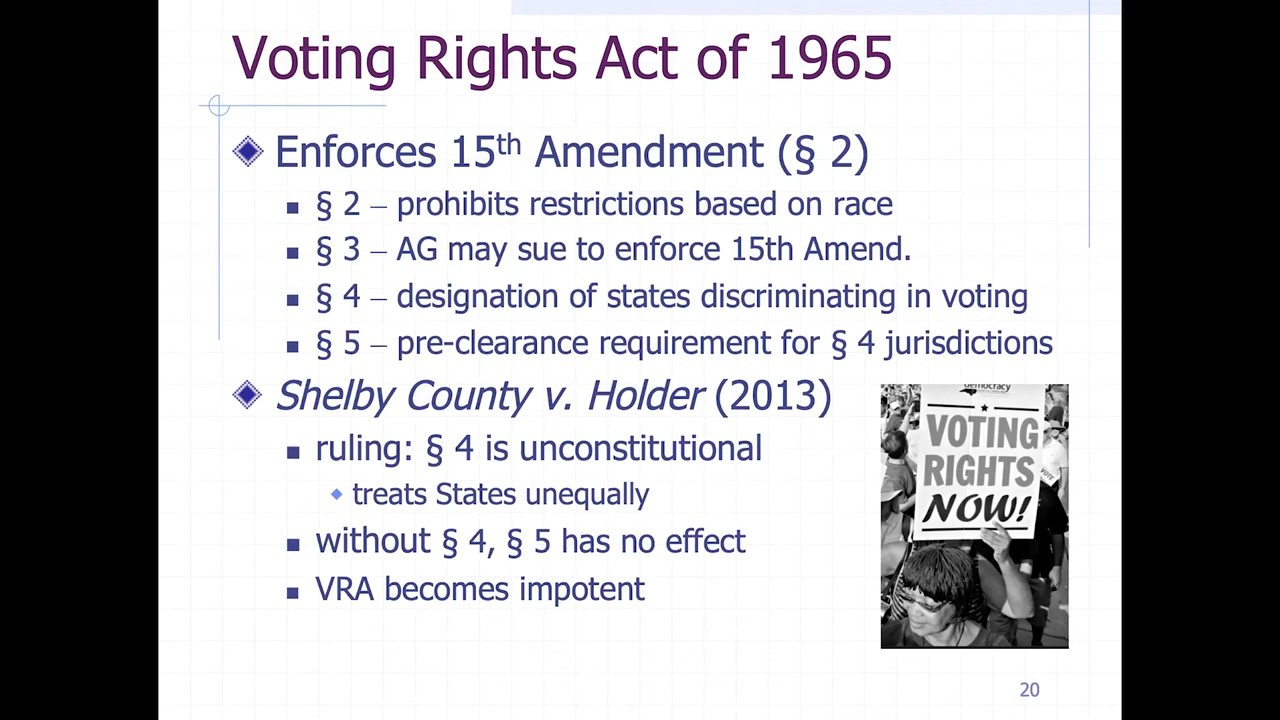 Voting Rights Act of 1965
Enforces 15th Amendment (§ 2)
§ 2 – prohibits restrictions based on race
§ 3 – AG may sue to enforce 15th Amend.
§ 4 – designation of states discriminating in voting
§ 5 – pre-clearance requirement for § 4 jurisdictions
Shelby County v. Holder (2013)
ruling: § 4 is unconstitutional
treats States unequally
without § 4, § 5 has no effect
VRA becomes impotent
democracy
VOTING
RIGHTS
NOW!
VOTE
20